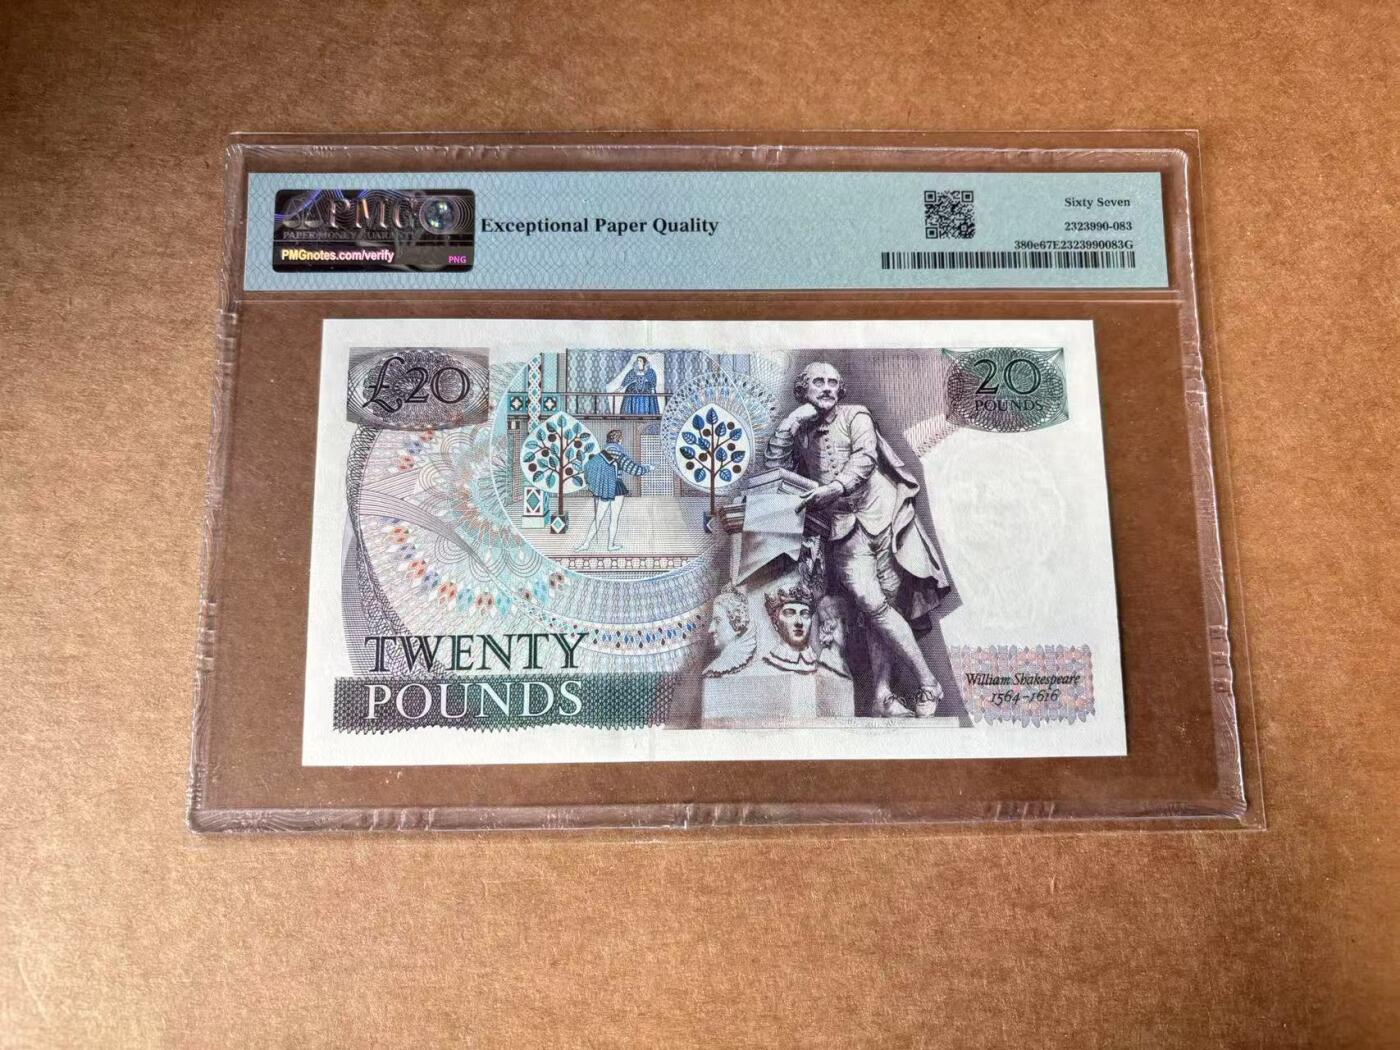 PMG
PAPER MONEY GUARANTY
PMGnotes.com/verify
PNG
Exceptional Paper Quality
Sixty Seven
2323990-083
380e67E2323990083G
£20
20
POUNDS
TWENTY
POUNDS
William Shakespeare
1564-1616